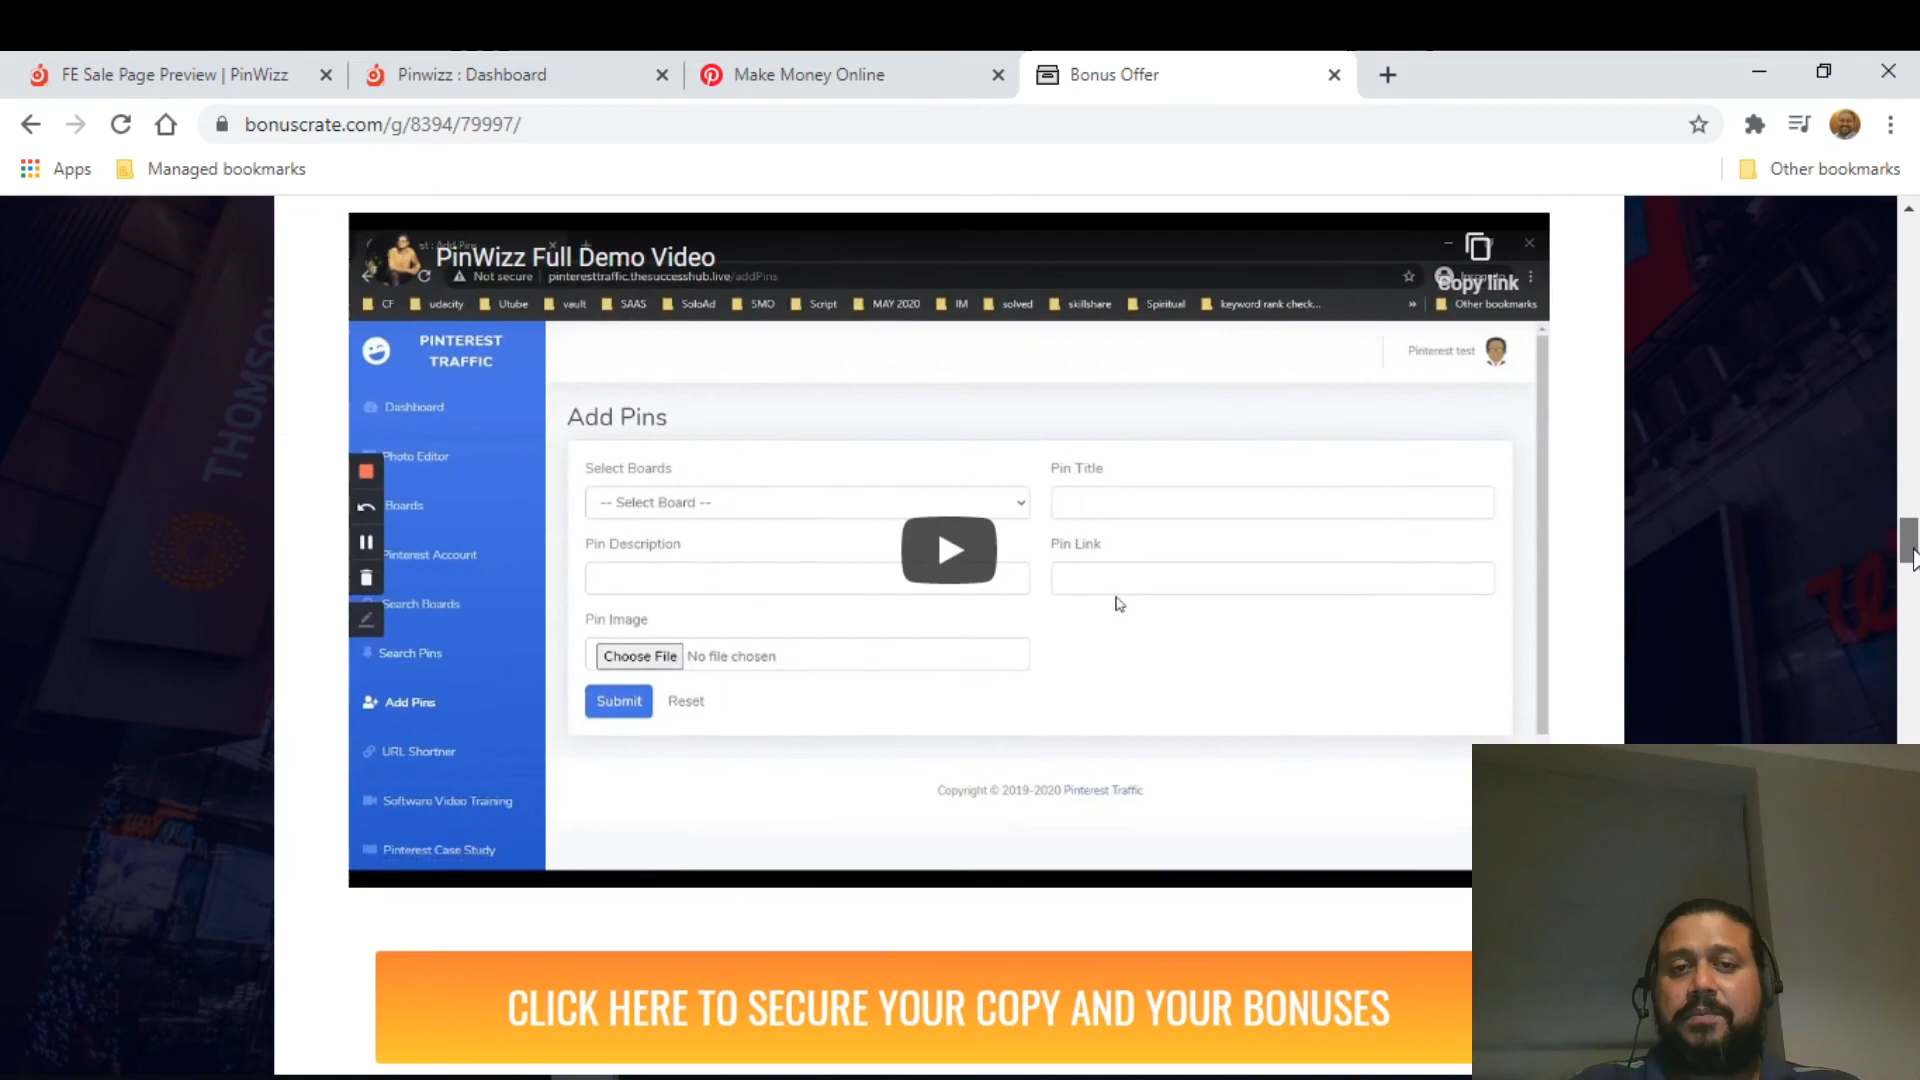 FE Sale Page Preview | PinWizz
Pinwizz : Dashboard
Make Money Online
Bonus Offer
bonuscrate.com/g/8394/79997/
Apps
Managed bookmarks
Other bookmarks
PinWizz Full Demo Video
Not secure | pinteresttraffic.thesuccesshub.live/addPins
Copy link
CF udacity Utube vault SAAS SoloAd SMO Script MAY 2020 IM solved skillshare Spiritual keyword rank check... » Other bookmarks
PINTEREST
TRAFFIC
Pinterest test
Dashboard
Photo Editor
Boards
Pinterest Account
Search Boards
Search Pins
Add Pins
URL Shortner
Software Video Training
Pinterest Case Study
Add Pins
Select Boards
Pin Title
-- Select Board --
Pin Description
Pin Link
Pin Image
Choose File No file chosen
Submit Reset
Copyright © 2019-2020 Pinterest Traffic
THOMSON
CLICK HERE TO SECURE YOUR COPY AND YOUR BONUSES